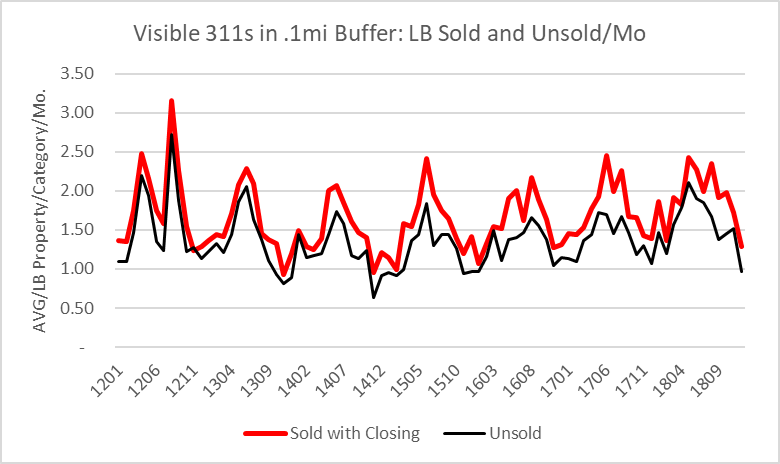 Visible 311s in .1mi Buffer: LB Sold and Unsold/Mo
AVG/LB Property/Category/Mo.
3.50
3.00
2.50
2.00
1.50
1.00
0.50
-
1201 1206 1211 1304 1309 1402 1407 1412 1505 1510 1603 1608 1701 1706 1711 1804 1809
Sold with Closing Unsold